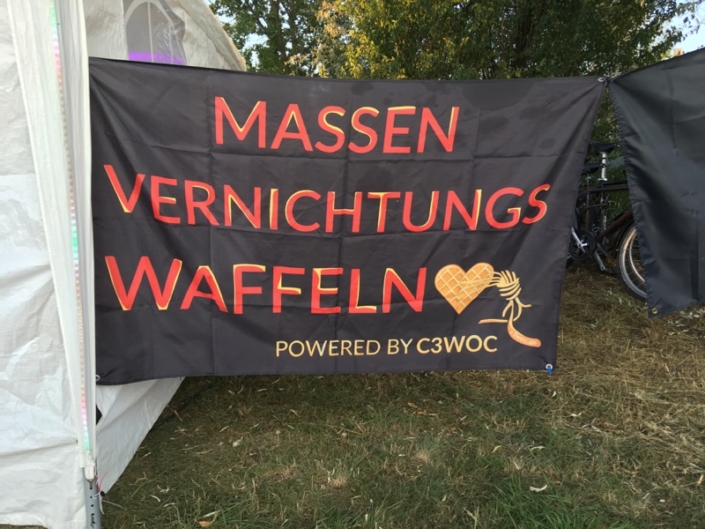 MASSEN
VERNICHTUNGS
WAFFELN
POWERED BY C3WOC